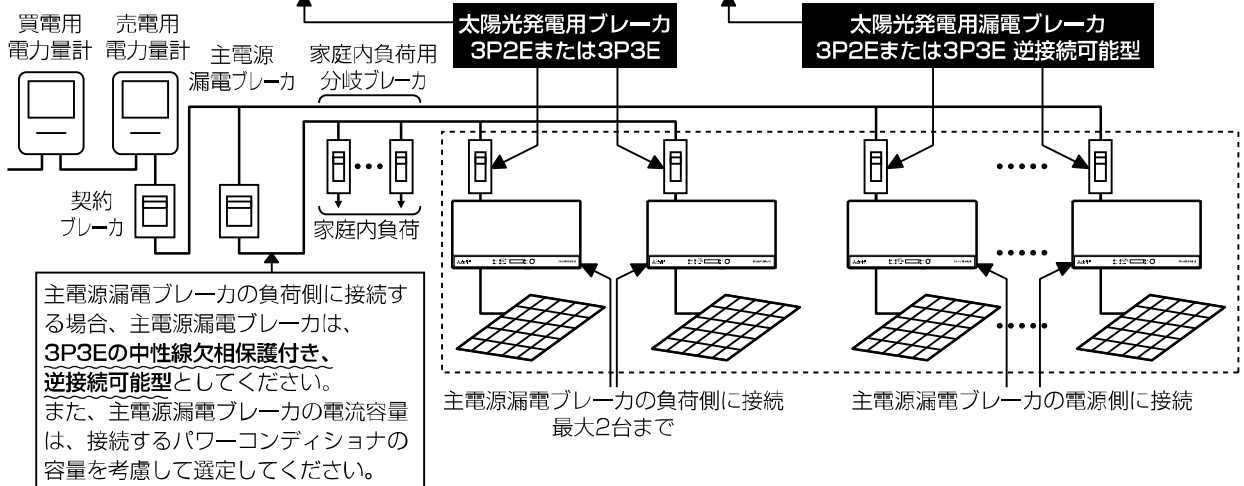 太陽光発電用ブレーカ
3P2Eまたは3P3E
太陽光発電用漏電ブレーカ
3P2Eまたは3P3E 逆接続可能型
買電用
電力量計
売電用
電力量計
主電源
漏電ブレーカ
家庭内負荷用
分岐ブレーカ
契約
ブレーカ
家庭内負荷
主電源漏電ブレーカの負荷側に接続す
る場合、主電源漏電ブレーカは、
3P3Eの中性線欠相保護付き、
逆接続可能型としてください。
また、主電源漏電ブレーカの電流容量
は、接続するパワーコンディショナの
容量を考慮して選定してください。
主電源漏電ブレーカの負荷側に接続
最大2台まで
主電源漏電ブレーカの電源側に接続